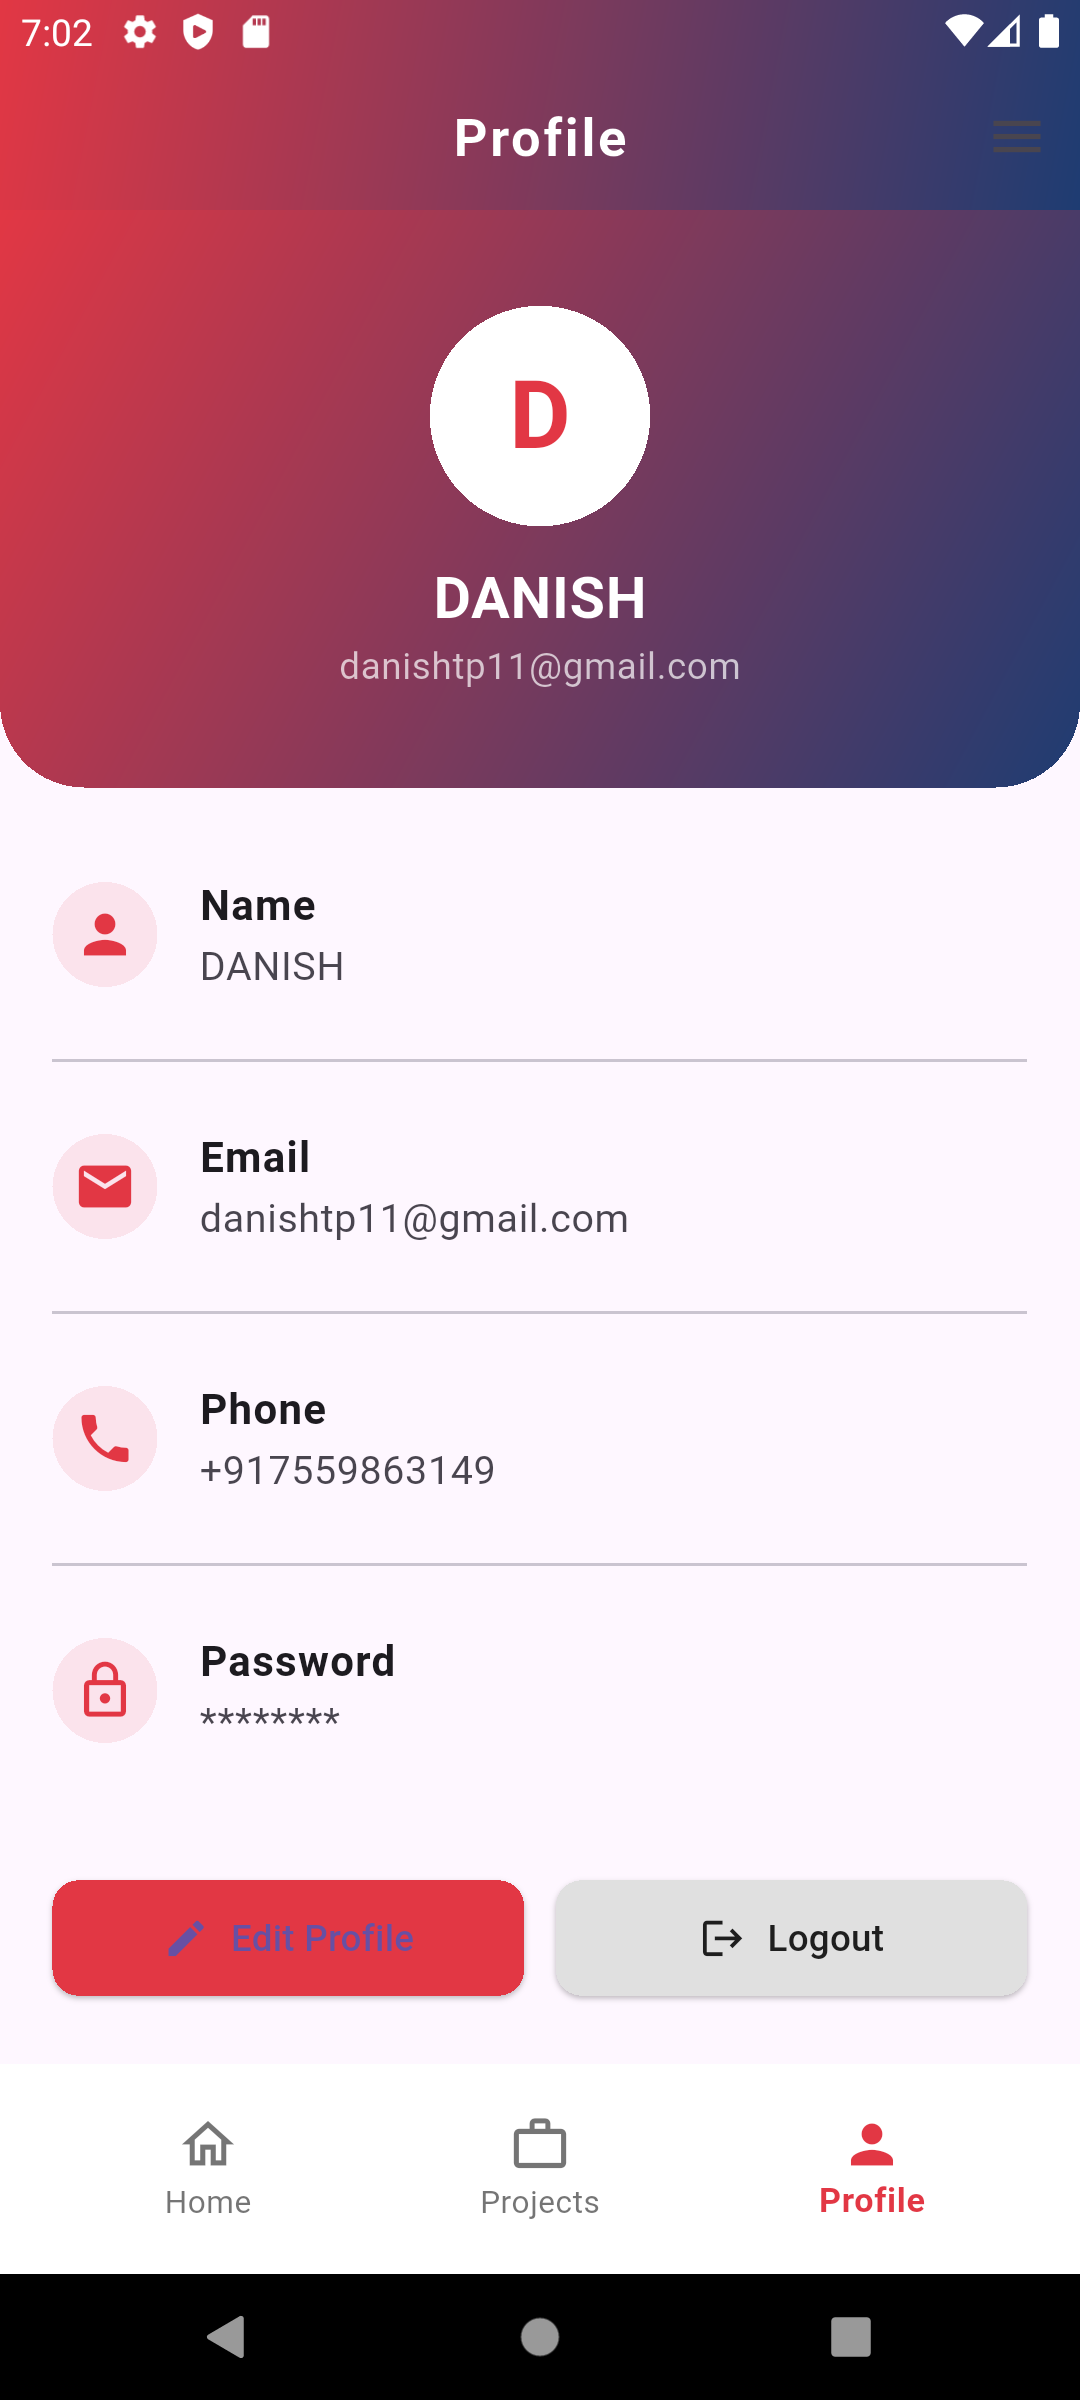 7:02
Profile
D
DANISH
danishtp11@gmail.com
Name
DANISH
Email
danishtp11@gmail.com
Phone
+917559863149
Password
********
Edit Profile
Logout
Home
Projects
Profile